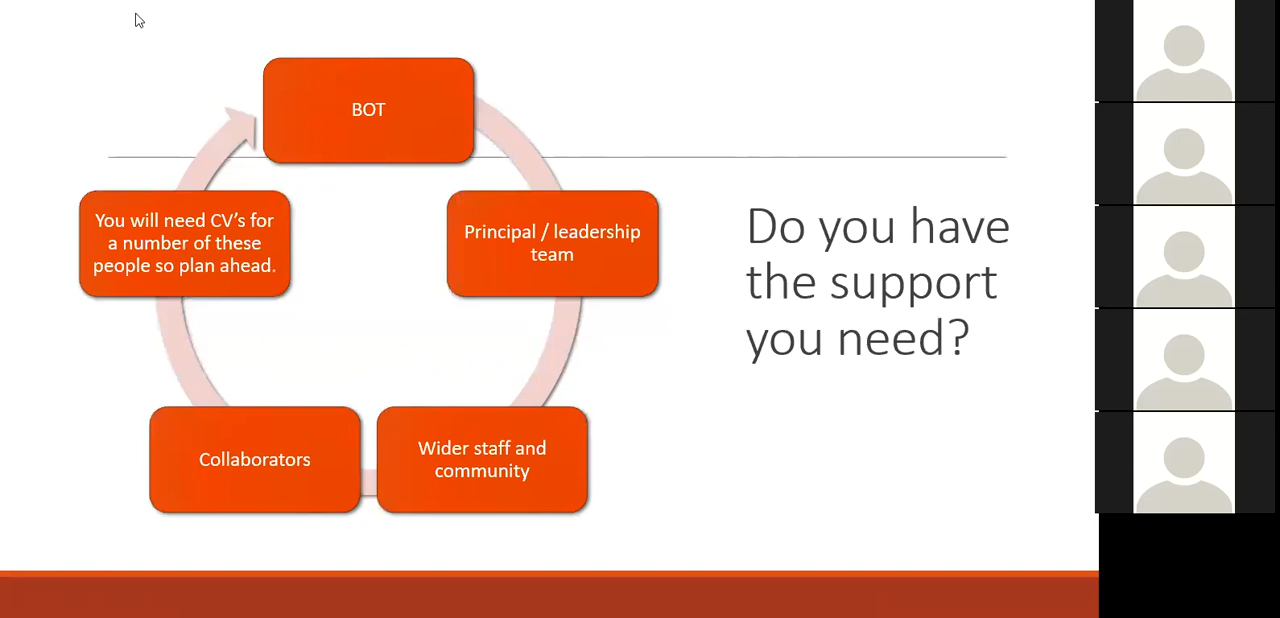 BOT
Principal / leadership
team
Wider staff and
community
Collaborators
You will need CV’s for
a number of these
people so plan ahead.
Do you have
the support
you need?